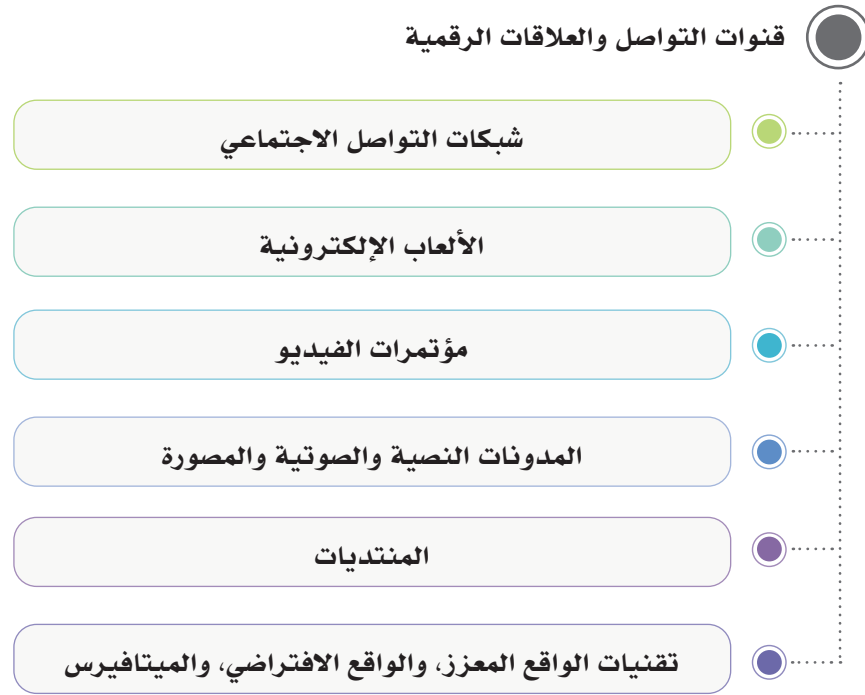 قنوات التواصل والعلاقات الرقمية
شبكات التواصل الاجتماعي
الألعاب الإلكترونية
مؤتمرات الفيديو
المدونات النصية والصوتية والمصورة
المنتديات
تقنيات الواقع المعزز، والواقع الافتراضي، والميتافيرس